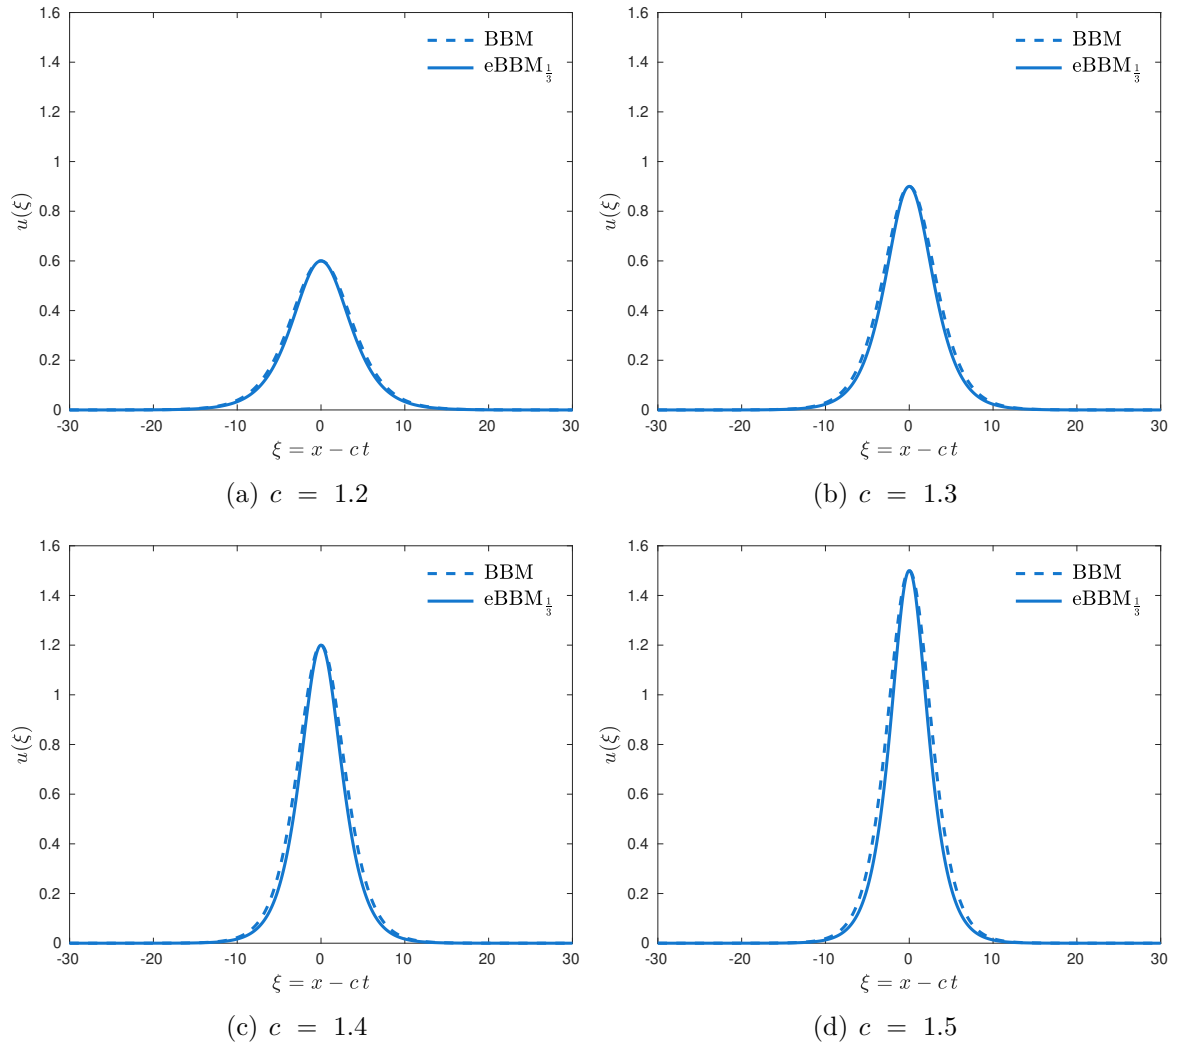 1.6
1.4
1.2
1
0.8
0.6
0.4
0.2
0
u(ξ)
BBM
eBBM_{1/3}
-30 -20 -10 0 10 20 30
ξ = x − c t
(a) c = 1.2
1.6
1.4
1.2
1
0.8
0.6
0.4
0.2
0
u(ξ)
BBM
eBBM_{1/3}
-30 -20 -10 0 10 20 30
ξ = x − c t
(b) c = 1.3
1.6
1.4
1.2
1
0.8
0.6
0.4
0.2
0
u(ξ)
BBM
eBBM_{1/3}
-30 -20 -10 0 10 20 30
ξ = x − c t
(c) c = 1.4
1.6
1.4
1.2
1
0.8
0.6
0.4
0.2
0
u(ξ)
BBM
eBBM_{1/3}
-30 -20 -10 0 10 20 30
ξ = x − c t
(d) c = 1.5